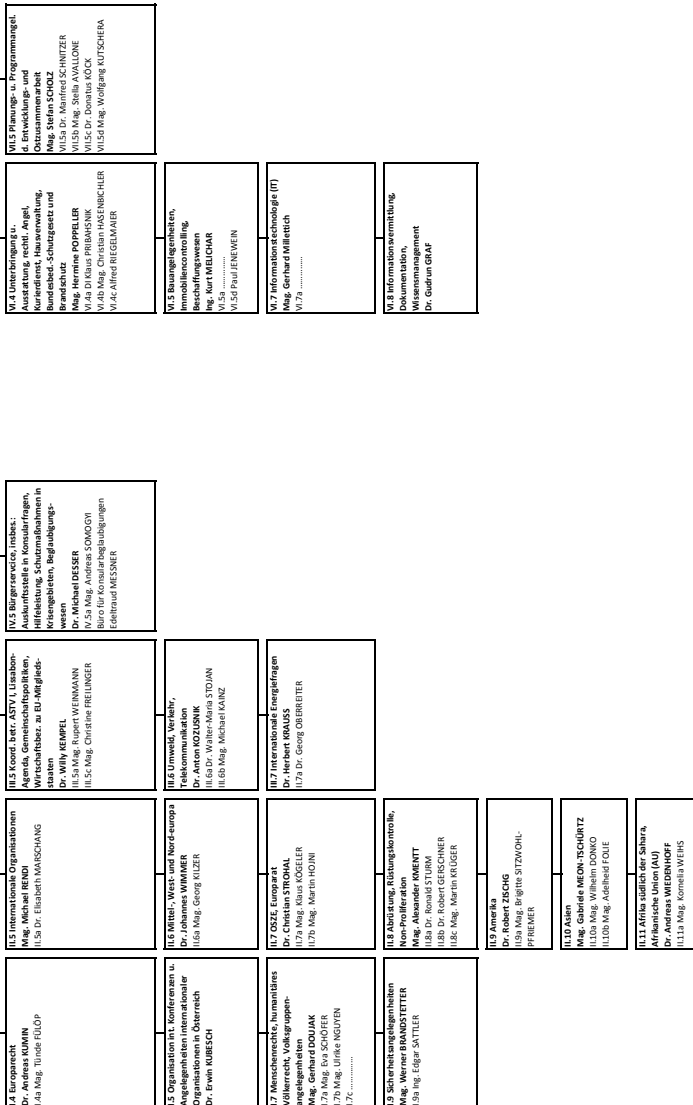 I.4 Europarecht
Dr. Andreas KUMIN
I.4a Mag. Tünde FÜLÖP
I.5 Organisation int. Konferenzen u.
Angelegenheiten internationaler
Organisationen in Österreich
Dr. Erwin KUBESCH
I.7 Menschenrechte, humanitäres
Völkerrecht, Volksgruppen-
angelegenheiten
Mag. Gerhard DOUJAK
I.7a Mag. Eva SCHÖFER
I.7b Mag. Ulrike NGUYEN
I.7c .............
I.9 Sicherheitsangelegenheiten
Mag. Werner BRANDSTETTER
I.9a Ing. Edgar SATTLER
II.5 Internationale Organisationen
Mag. Michael RENDI
II.5a Dr. Elisabeth MARSCHANG
II.6 Mittel-, West- und Nord-europa
Dr. Johannes WIMMER
II.6a Mag. Georg KILZER
II.7 OSZE, Europarat
Dr. Christian STROHAL
II.7a Mag. Klaus KÖGELER
II.7b Mag. Martin HOJNI
II.8 Abrüstung, Rüstungskontrolle,
Non-Proliferation
Mag. Alexander KMENTT
II.8a Dr. Ronald STURM
II.8b Dr. Robert GERSCHNER
II.8c Mag. Martin KRÜGER
II.9 Amerika
Dr. Robert ZISCHG
II.9a Mag. Brigitte SITZWOHL-
PFRIEMER
II.10 Asien
Mag. Gabriele MEON-TSCHÜRTZ
II.10a Mag. Wilhelm DONKO
II.10b Mag. Adelheid FOLIE
II.11 Afrika südlich der Sahara,
Afrikanische Union (AU)
Dr. Andreas WIEDENHOFF
II.11a Mag. Kornelia WEIHS
III.5 Koord. betr. ASTV I, Lissabon-
Agenda, Gemeinschaftspolitiken,
Wirtschaftsbez. zu EU-Mitglieds-
staaten
Dr. Willy KEMPEL
III.5a Mag. Rupert WEINMANN
III.5c Mag. Christine FREILINGER
III.6 Umweld, Verkehr,
Telekommunikation
Dr. Anton KOZUSNIK
III.6a Dr. Walter-Maria STOJAN
III.6b Mag. Michael KAINZ
III.7 Internationale Energiefragen
Dr. Herbert KRAUSS
II.7a Dr. Georg OBERREITER
IV.5 Bürgerservice, insbes.:
Auskunftsstelle in Konsularfragen,
Hilfeleistung, Schutzmaßnahmen in
Krisengebieten, Beglaubigungs-
wesen
Dr. Michael DESSER
IV.5a Mag. Andreas SOMOGYI
Büro für Konsularbeglaubigungen
Edeltraud MESSNER
VI.4 Unterbringung u.
Ausstattung, rechtl. Angel,
Kurierdienst, Hausverwaltung,
Bundesbed.-Schutzgesetz und
Brandschutz
Mag. Hermine POPPELLER
VI.4a DI Klaus PRIBAHSNIK
VI.4b Mag. Christian HASENBICHLER
VI.4c Alfred RIEGELMAIER
VI.5 Bauangelegenheiten,
Immobiliencontrolling,
Beschaffungswesen
Ing. Kurt MELICHAR
VI.5a .............
VI.5d Paul JENEWEIN
VI.7 Informationstechnologie (IT)
Mag. Gerhard Millettich
VI.7a .............
VI.8 Informationsvermittlung,
Dokumentation,
Wissensmanagement
Dr. Gudrun GRAF
VII.5 Planungs- u. Programmangel.
d. Entwicklungs- und
Ostzusammenarbeit
Mag. Stefan SCHOLZ
VII.5a Dr. Manfred SCHNITZER
VII.5b Mag. Stella AVALLONE
VII.5c Dr. Donatus KÖCK
VII.5d Mag. Wolfgang KUTSCHERA